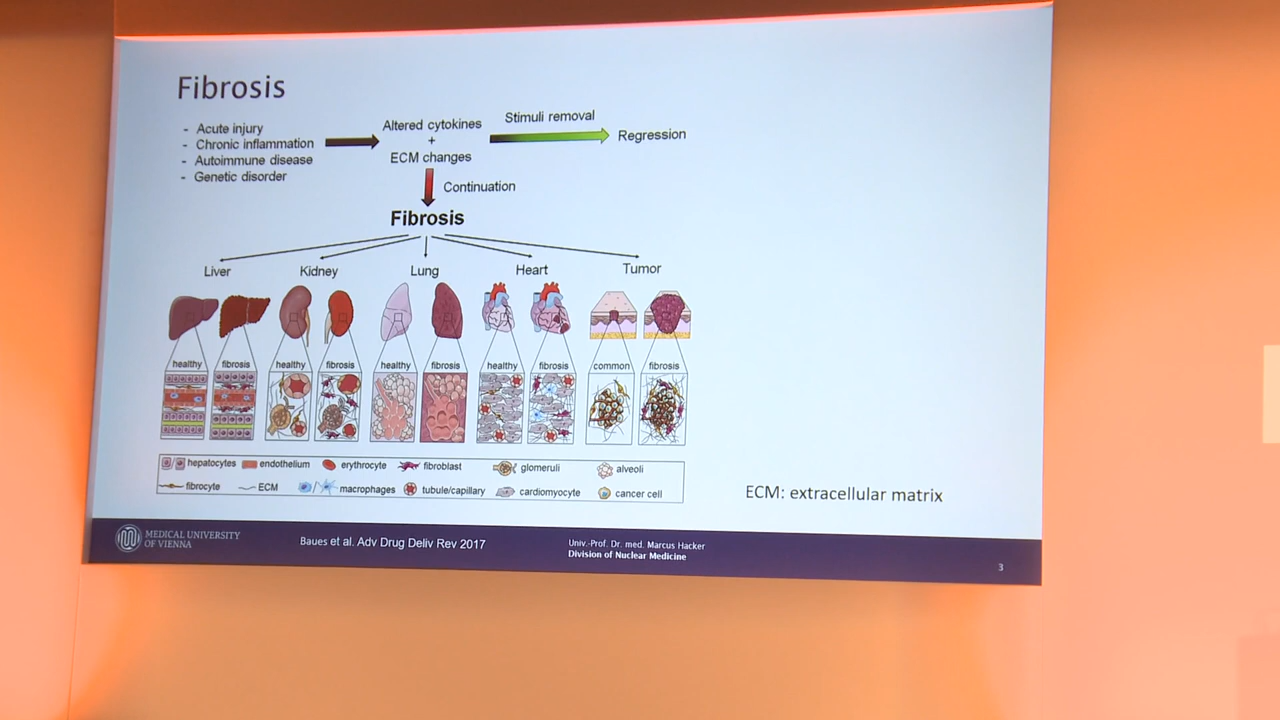 Fibrosis
- Acute injury
- Chronic inflammation
- Autoimmune disease
- Genetic disorder
Altered cytokines
+
ECM changes
Stimuli removal
Regression
Continuation
Fibrosis
Liver
Kidney
Lung
Heart
Tumor
healthy
fibrosis
healthy
fibrosis
healthy
fibrosis
healthy
fibrosis
common
fibrosis
hepatocytes
endothelium
erythrocyte
fibroblast
glomeruli
alveoli
fibrocyte
ECM
macrophages
tubule/capillary
cardiomyocyte
cancer cell
ECM: extracellular matrix
MEDICAL UNIVERSITY
OF VIENNA
Baues et al. Adv Drug Deliv Rev 2017
Univ.-Prof. Dr. med. Marcus Hacker
Division of Nuclear Medicine
3